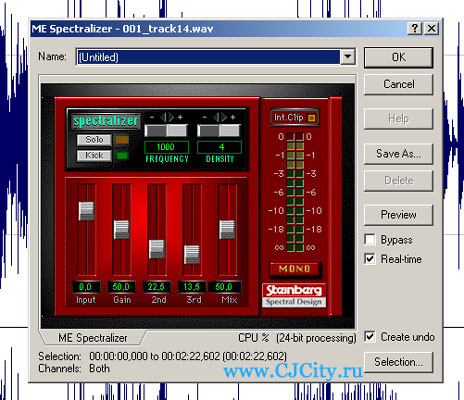 ME Spectralizer - 001_track14.wav
Name: (Untitled)
OK
Cancel
Help
Save As...
Delete
Preview
Bypass
Real-time
Create undo
Selection...
spectralizer
Solo
Kick
- +
- +
1000
4
FREQUENCY
DENSITY
Int.Clip
0 0
-1 -1
-3 -3
-6 -6
-10 -10
-18 -18
∞ ∞
MONO
Steinberg
Spectral Design
0,0 50,0 22,5 13,5 50,0
Input Gain 2nd 3rd Mix
ME Spectralizer
CPU % (24-bit processing)
Selection: 00:00:00,000 to 00:02:22,602 (00:02:22,602)
Channels: Both
www.CJCity.ru